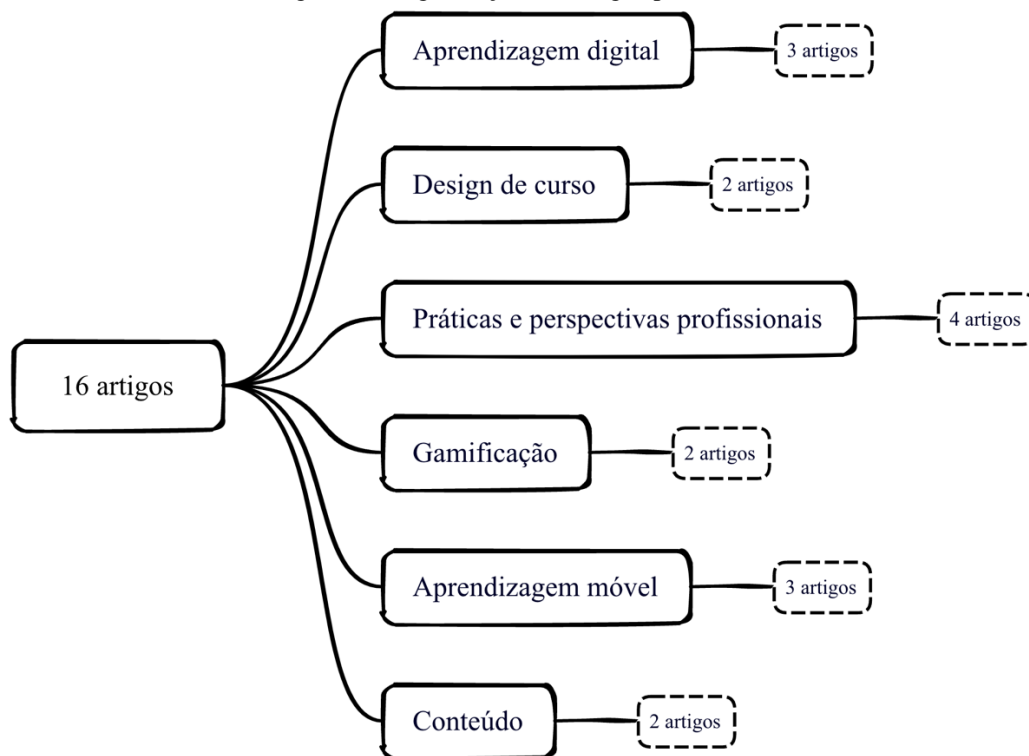 Aprendizagem digital
3 artigos
Design de curso
2 artigos
Práticas e perspectivas profissionais
4 artigos
16 artigos
Gamificação
2 artigos
Aprendizagem móvel
3 artigos
Conteúdo
2 artigos